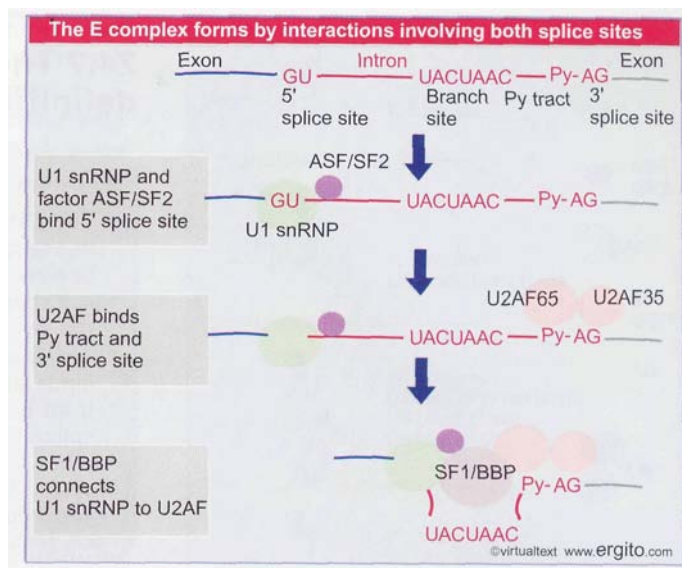 The E complex forms by interactions involving both splice sites
Exon Intron Exon
GU UACUAAC Py-AG
5' Branch Py tract 3'
splice site site splice site
ASF/SF2
U1 snRNP and
factor ASF/SF2
bind 5' splice site
GU UACUAAC Py-AG
U1 snRNP
U2AF65 U2AF35
U2AF binds
Py tract and
3' splice site
UACUAAC Py-AG
SF1/BBP
connects
U1 snRNP to U2AF
SF1/BBP
Py-AG
UACUAAC
©virtualtext www.ergito.com